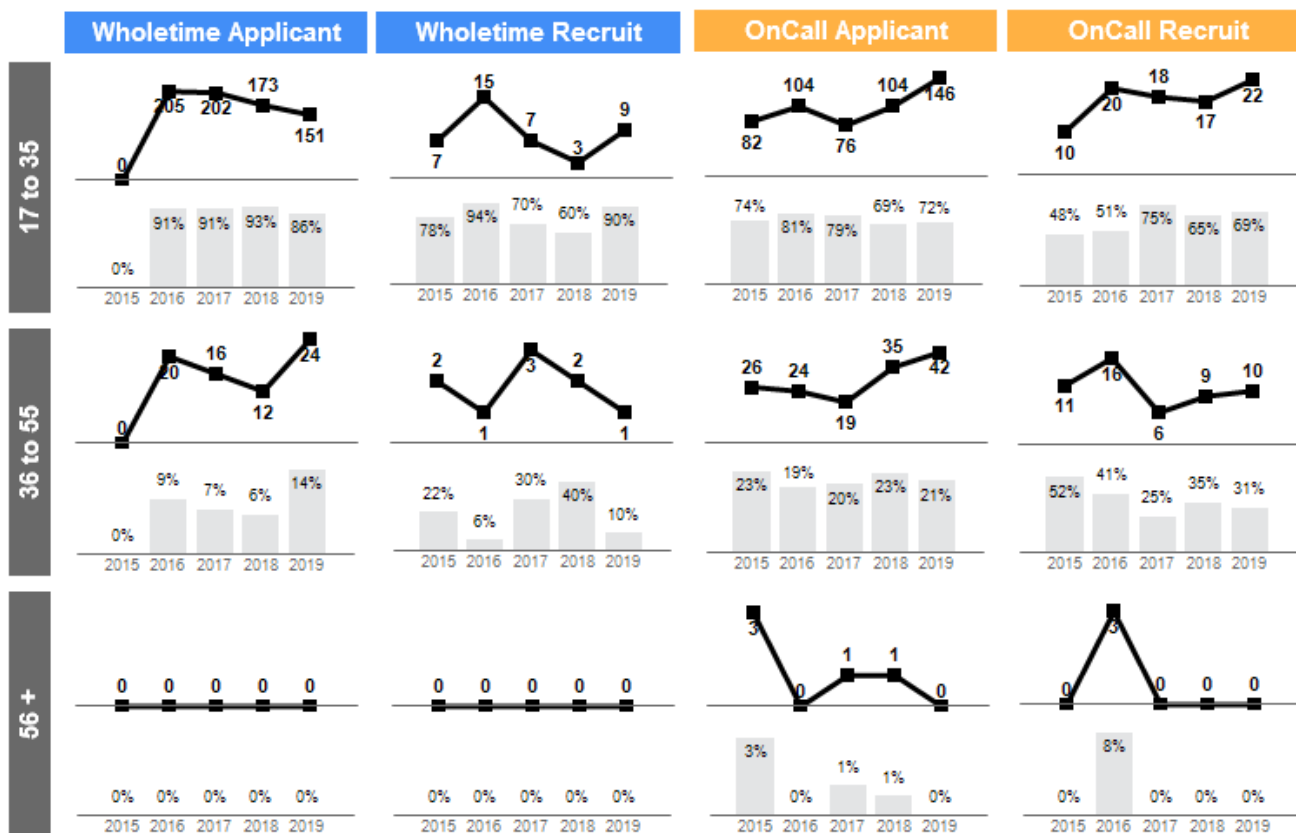 Wholetime Applicant Wholetime Recruit OnCall Applicant OnCall Recruit
17 to 35
0 205 202 173 151
7 15 7 3 9
82 104 76 104 146
10 20 18 17 22
0% 91% 91% 93% 86%
78% 94% 70% 60% 90%
74% 81% 79% 69% 72%
48% 51% 75% 65% 69%
2015 2016 2017 2018 2019
2015 2016 2017 2018 2019
2015 2016 2017 2018 2019
2015 2016 2017 2018 2019
36 to 55
0 20 16 12 24
2 1 3 2 1
26 24 19 35 42
11 16 6 9 10
0% 9% 7% 6% 14%
22% 6% 30% 40% 10%
23% 19% 20% 23% 21%
52% 41% 25% 35% 31%
2015 2016 2017 2018 2019
2015 2016 2017 2018 2019
2015 2016 2017 2018 2019
2015 2016 2017 2018 2019
56 +
0 0 0 0 0
0 0 0 0 0
3 0 1 1 0
0 3 0 0 0
0% 0% 0% 0% 0%
0% 0% 0% 0% 0%
3% 0% 1% 1% 0%
0% 8% 0% 0% 0%
2015 2016 2017 2018 2019
2015 2016 2017 2018 2019
2015 2016 2017 2018 2019
2015 2016 2017 2018 2019